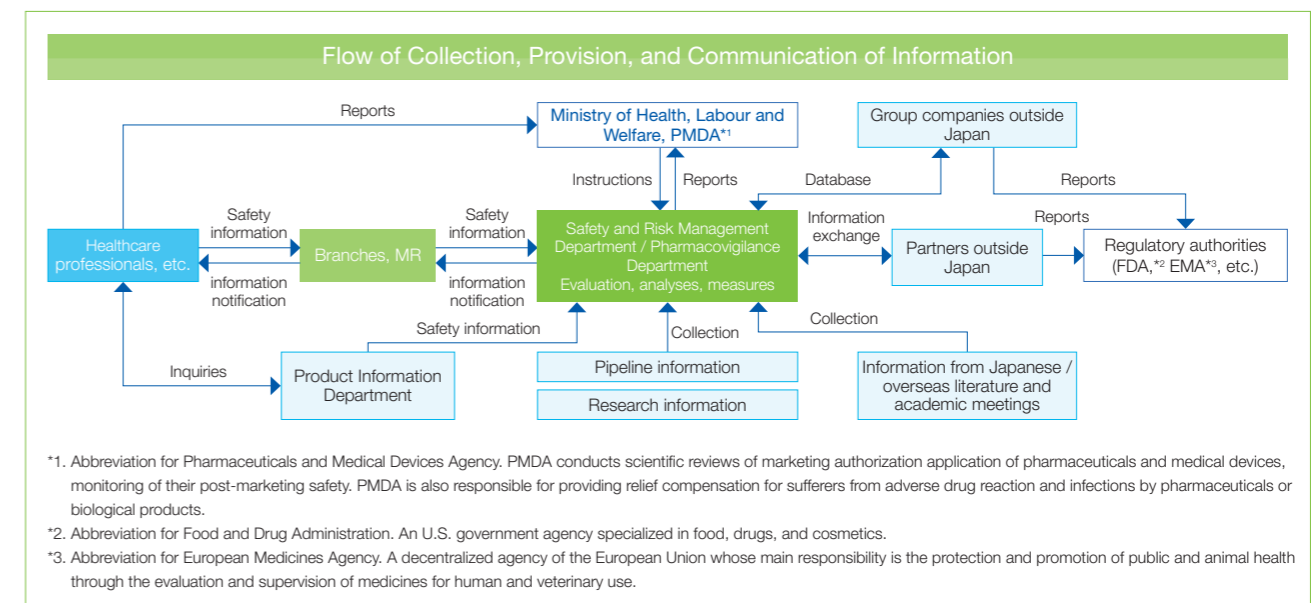 Flow of Collection, Provision, and Communication of Information
Reports
Ministry of Health, Labour and
Welfare, PMDA*1
Group companies outside
Japan
Instructions
Reports
Database
Reports
Healthcare
professionals, etc.
Safety
information
information
notification
Branches, MR
Safety
information
information
notification
Safety and Risk Management
Department / Pharmacovigilance
Department
Evaluation, analyses, measures
Information
exchange
Partners outside
Japan
Reports
Regulatory authorities
(FDA,*2 EMA*3, etc.)
Inquiries
Safety information
Product Information
Department
Collection
Pipeline information
Research information
Collection
Information from Japanese /
overseas literature and
academic meetings
*1. Abbreviation for Pharmaceuticals and Medical Devices Agency. PMDA conducts scientific reviews of marketing authorization application of pharmaceuticals and medical devices,
monitoring of their post-marketing safety. PMDA is also responsible for providing relief compensation for sufferers from adverse drug reaction and infections by pharmaceuticals or
biological products.
*2. Abbreviation for Food and Drug Administration. An U.S. government agency specialized in food, drugs, and cosmetics.
*3. Abbreviation for European Medicines Agency. A decentralized agency of the European Union whose main responsibility is the protection and promotion of public and animal health
through the evaluation and supervision of medicines for human and veterinary use.